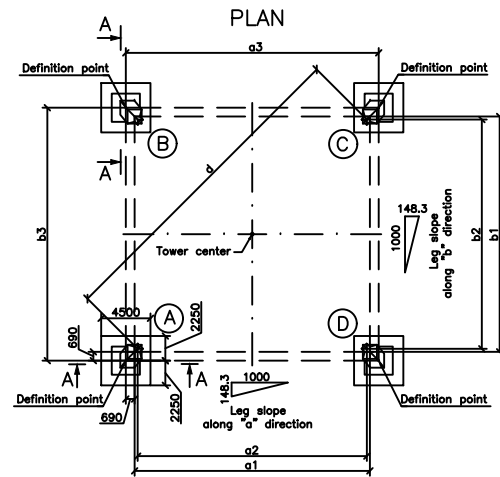 PLAN
A
a3
Definition point
Definition point
B
C
A
d
b3
148.3
1000
Leg slope
along "b" direction
b2
b1
Tower center
4500
A
D
2250
690
A
A
1000
148.3
Definition point
690
2250
Leg slope
along "a" direction
Definition point
a2
a1